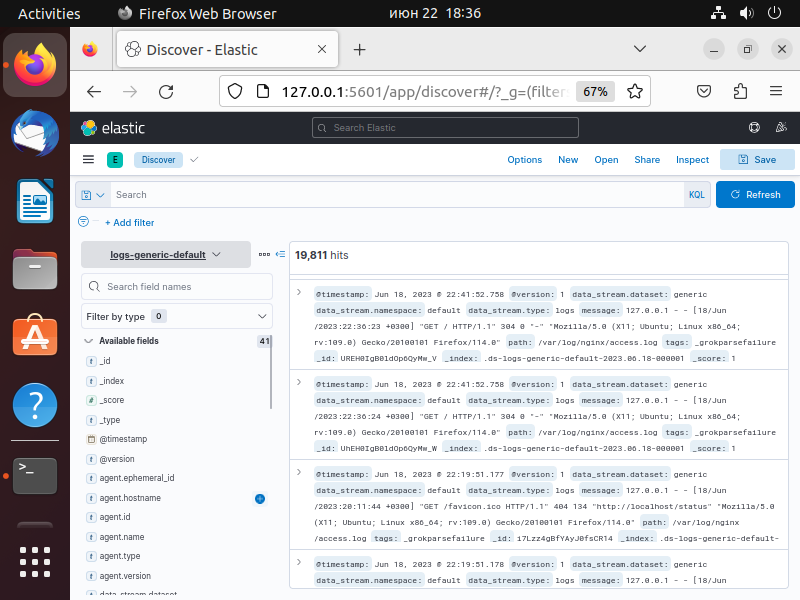 Activities Firefox Web Browser июн 22 18:36
Discover - Elastic
127.0.0.1:5601/app/discover#/?_g=(filter 67%
elastic Search Elastic
E Discover Options New Open Share Inspect Save
Search KQL Refresh
+ Add filter
logs-generic-default
Search field names
Filter by type 0
Available fields 41
t _id
t _index
# _score
t _type
@timestamp
t @version
t agent.ephemeral_id
t agent.hostname
t agent.id
t agent.name
t agent.type
t agent.version
data_stream.dataset
19,811 hits
@timestamp: Jun 18, 2023 @ 22:41:52.758 @version: 1 data_stream.dataset: generic
data_stream.namespace: default data_stream.type: logs message: 127.0.0.1 - - [18/Jun
/2023:22:36:23 +0300] "GET / HTTP/1.1" 304 0 "-" "Mozilla/5.0 (X11; Ubuntu; Linux x86_64;
rv:109.0) Gecko/20100101 Firefox/114.0" path: /var/log/nginx/access.log tags: _grokparsefailure
_id: UREH0IgB0ldOp6QyMw_V _index: .ds-logs-generic-default-2023.06.18-000001 _score: 1
@timestamp: Jun 18, 2023 @ 22:41:52.758 @version: 1 data_stream.dataset: generic
data_stream.namespace: default data_stream.type: logs message: 127.0.0.1 - - [18/Jun
/2023:22:36:24 +0300] "GET / HTTP/1.1" 304 0 "-" "Mozilla/5.0 (X11; Ubuntu; Linux x86_64;
rv:109.0) Gecko/20100101 Firefox/114.0" path: /var/log/nginx/access.log tags: _grokparsefailure
_id: UhEH0IgB0ldOp6QyMw_W _index: .ds-logs-generic-default-2023.06.18-000001 _score: 1
@timestamp: Jun 18, 2023 @ 22:19:51.177 @version: 1 data_stream.dataset: generic
data_stream.namespace: default data_stream.type: logs message: 127.0.0.1 - - [18/Jun
/2023:20:11:44 +0300] "GET /favicon.ico HTTP/1.1" 404 134 "http://localhost/status" "Mozilla/5.0
(X11; Ubuntu; Linux x86_64; rv:109.0) Gecko/20100101 Firefox/114.0" path: /var/log/nginx
/access.log tags: _grokparsefailure _id: i7Lzz4gBfYAyJ0fsCR14 _index: .ds-logs-generic-default-
@timestamp: Jun 18, 2023 @ 22:19:51.178 @version: 1 data_stream.dataset: generic
data_stream.namespace: default data_stream.type: logs message: 127.0.0.1 - - [18/Jun